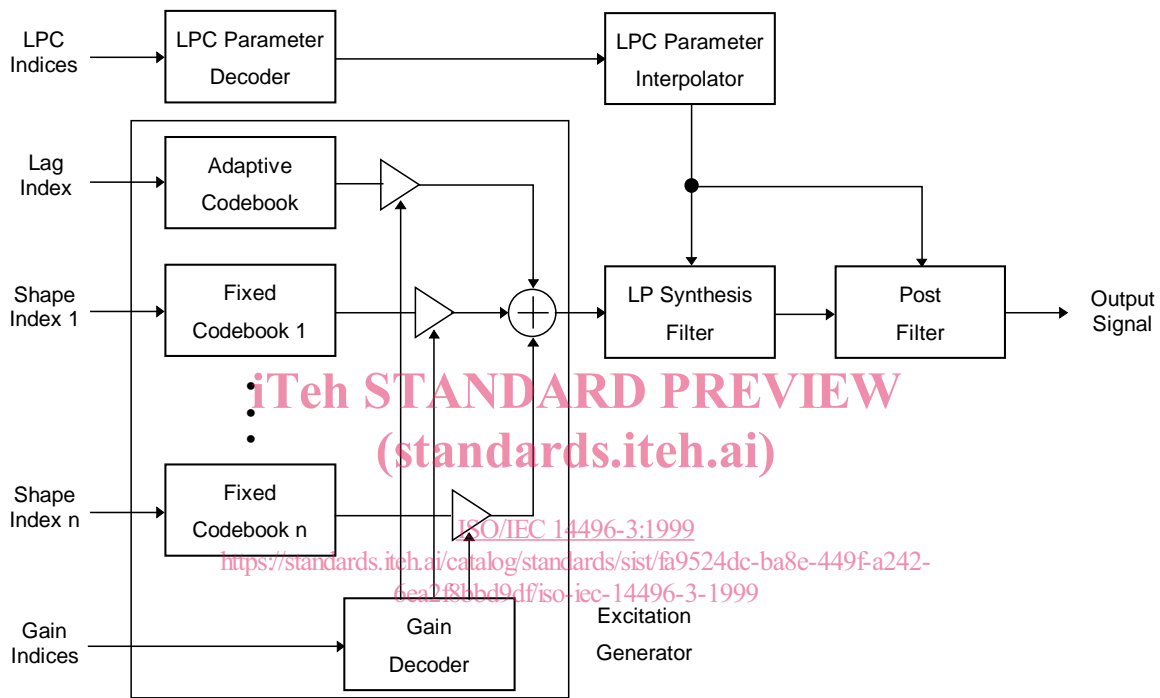 LPC
Indices
LPC Parameter
Decoder
LPC Parameter
Interpolator
Lag
Index
Adaptive
Codebook
Shape
Index 1
Fixed
Codebook 1
LP Synthesis
Filter
Post
Filter
Output
Signal
iTeh STANDARD PREVIEW
(standards.iteh.ai)
Shape
Index n
Fixed
Codebook n
ISO/IEC 14496-3:1999
https://standards.iteh.ai/catalog/standards/sist/fa9524dc-ba8e-449f-a242-
6ea2f8bbd9df/iso-iec-14496-3-1999
Gain
Indices
Gain
Decoder
Excitation
Generator